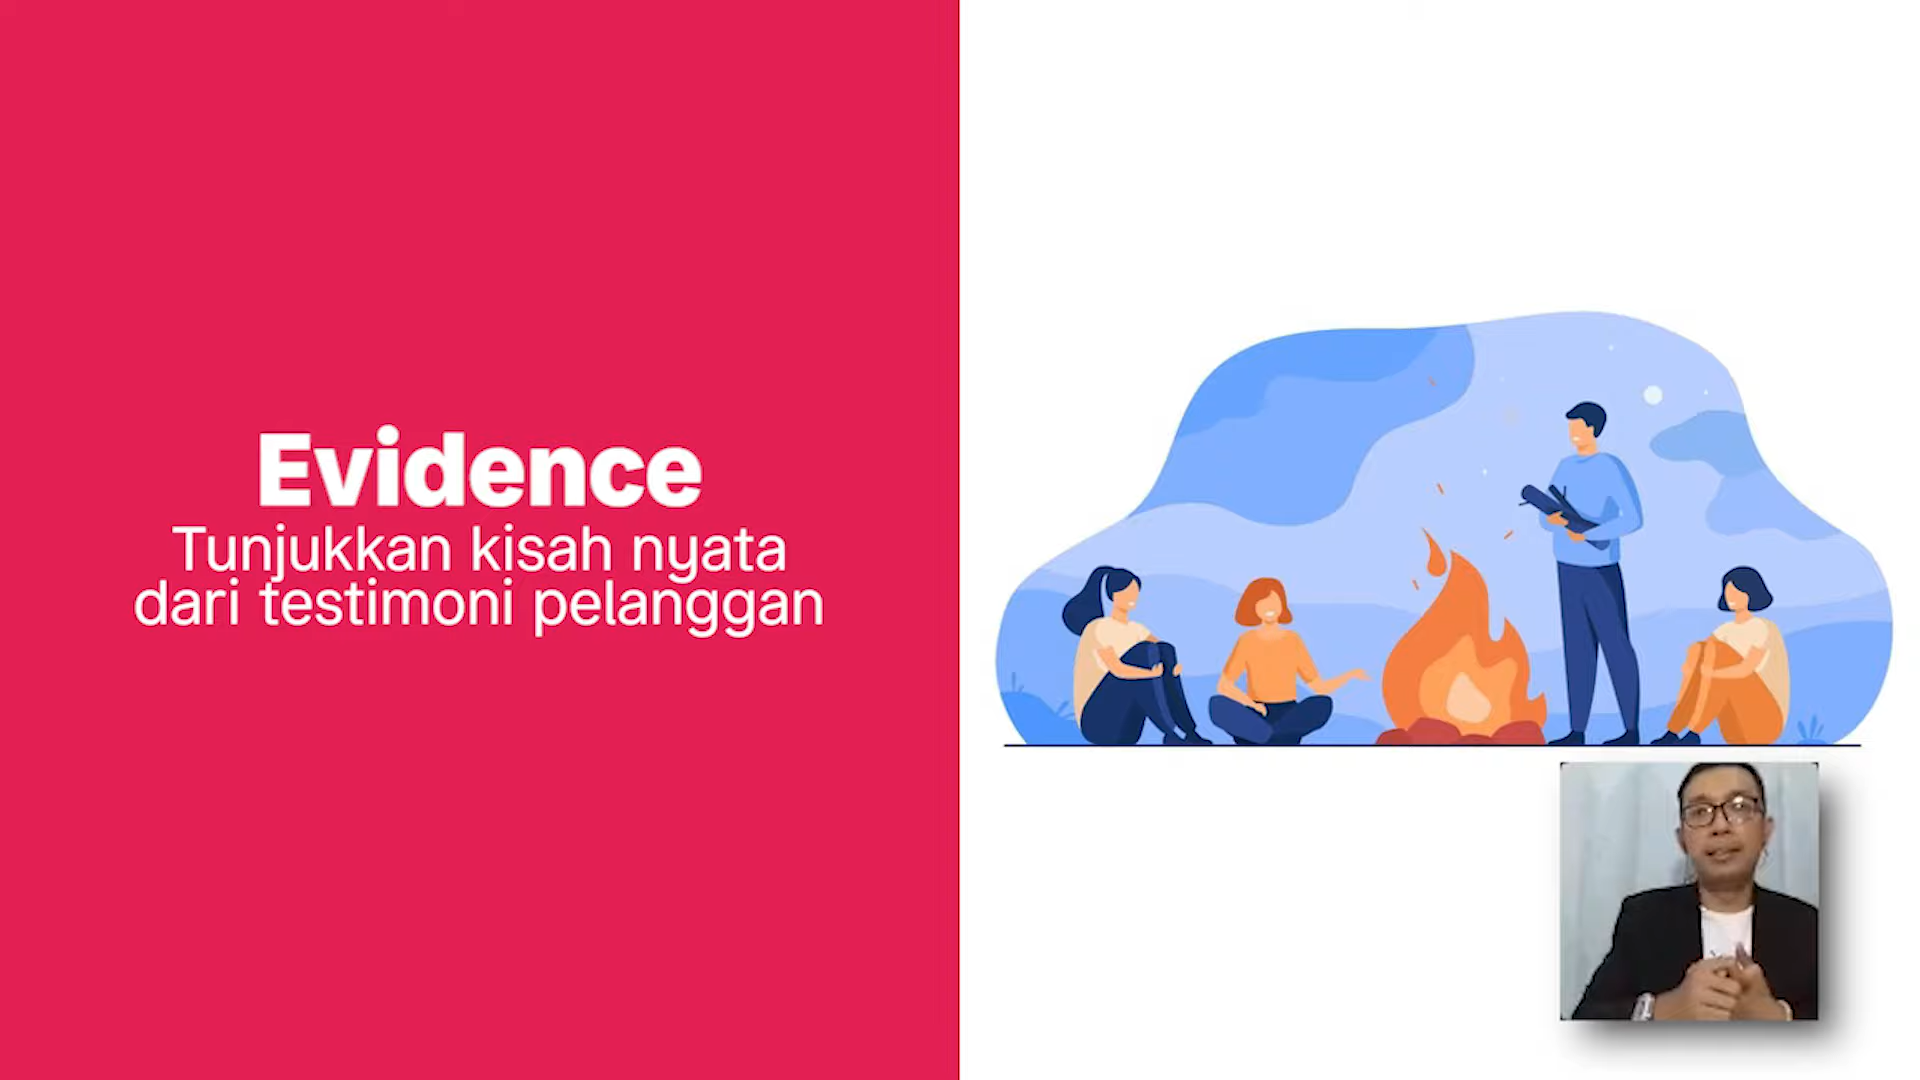 Evidence
Tunjukkan kisah nyata
dari testimoni pelanggan